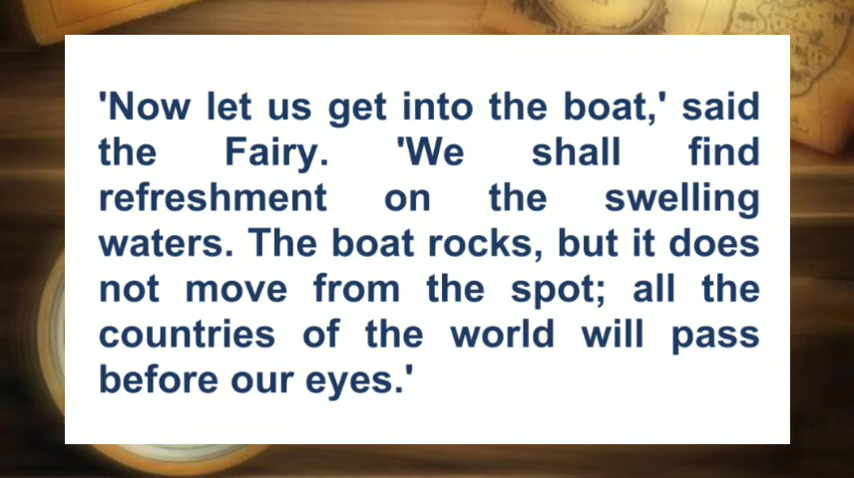 'Now let us get into the boat,' said
the Fairy. 'We shall find
refreshment on the swelling
waters. The boat rocks, but it does
not move from the spot; all the
countries of the world will pass
before our eyes.'